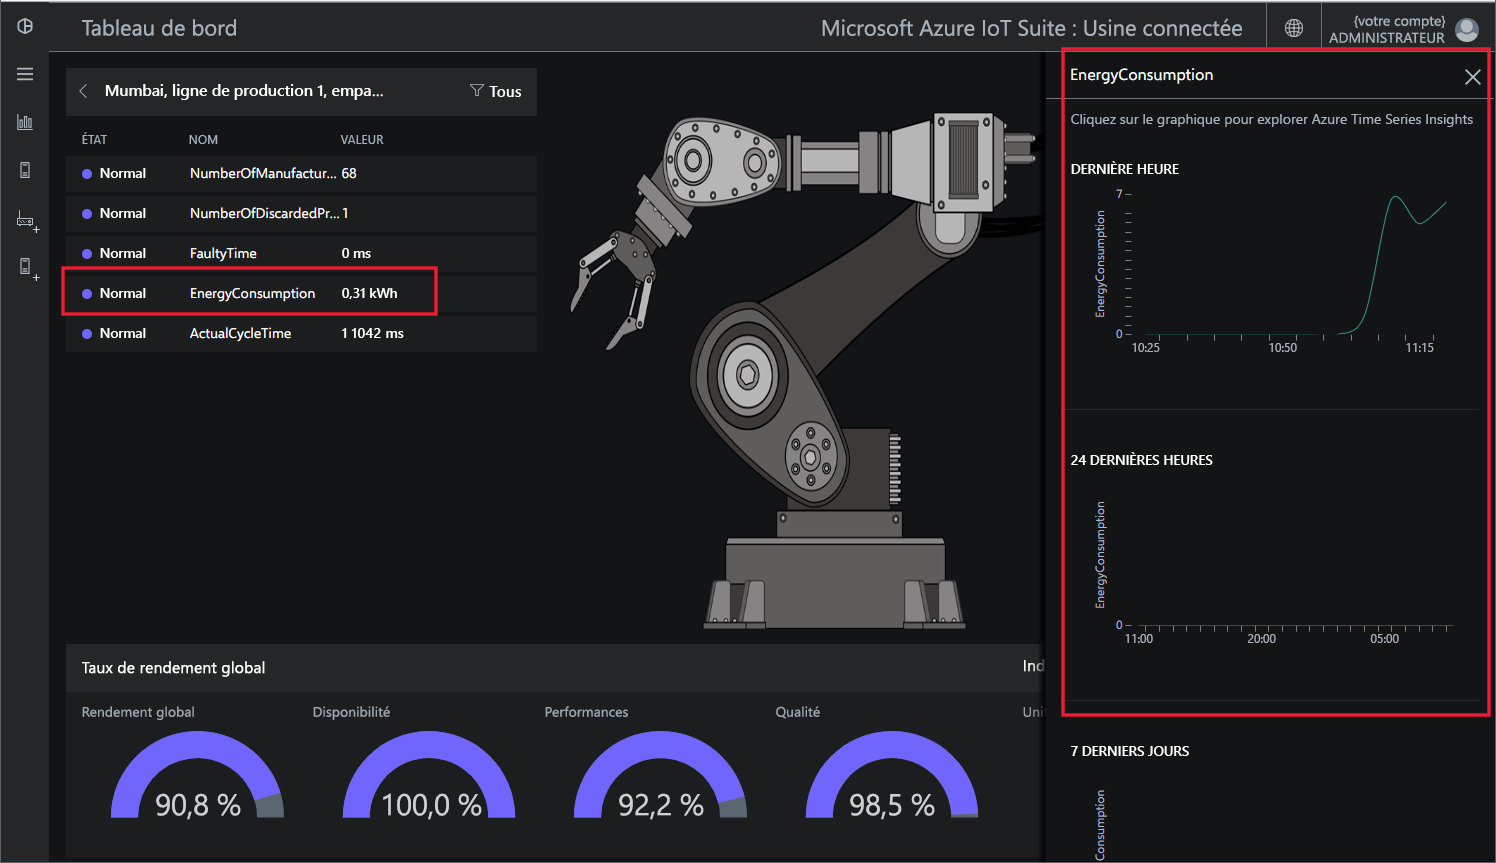 Tableau de bord
Microsoft Azure IoT Suite : Usine connectée
{votre compte}
ADMINISTRATEUR
Mumbai, ligne de production 1, empa...
Tous
ÉTAT NOM VALEUR
Normal NumberOfManufactur... 68
Normal NumberOfDiscardedPr... 1
Normal FaultyTime 0 ms
Normal EnergyConsumption 0,31 kWh
Normal ActualCycleTime 1 1042 ms
EnergyConsumption
Cliquez sur le graphique pour explorer Azure Time Series Insights
DERNIÈRE HEURE
7
EnergyConsumption
0
10:25 10:50 11:15
24 DERNIÈRES HEURES
EnergyConsumption
0
11:00 20:00 05:00
7 DERNIERS JOURS
Consumption
Taux de rendement global
Ind
Rendement global Disponibilité Performances Qualité Uni
90,8 % 100,0 % 92,2 % 98,5 %